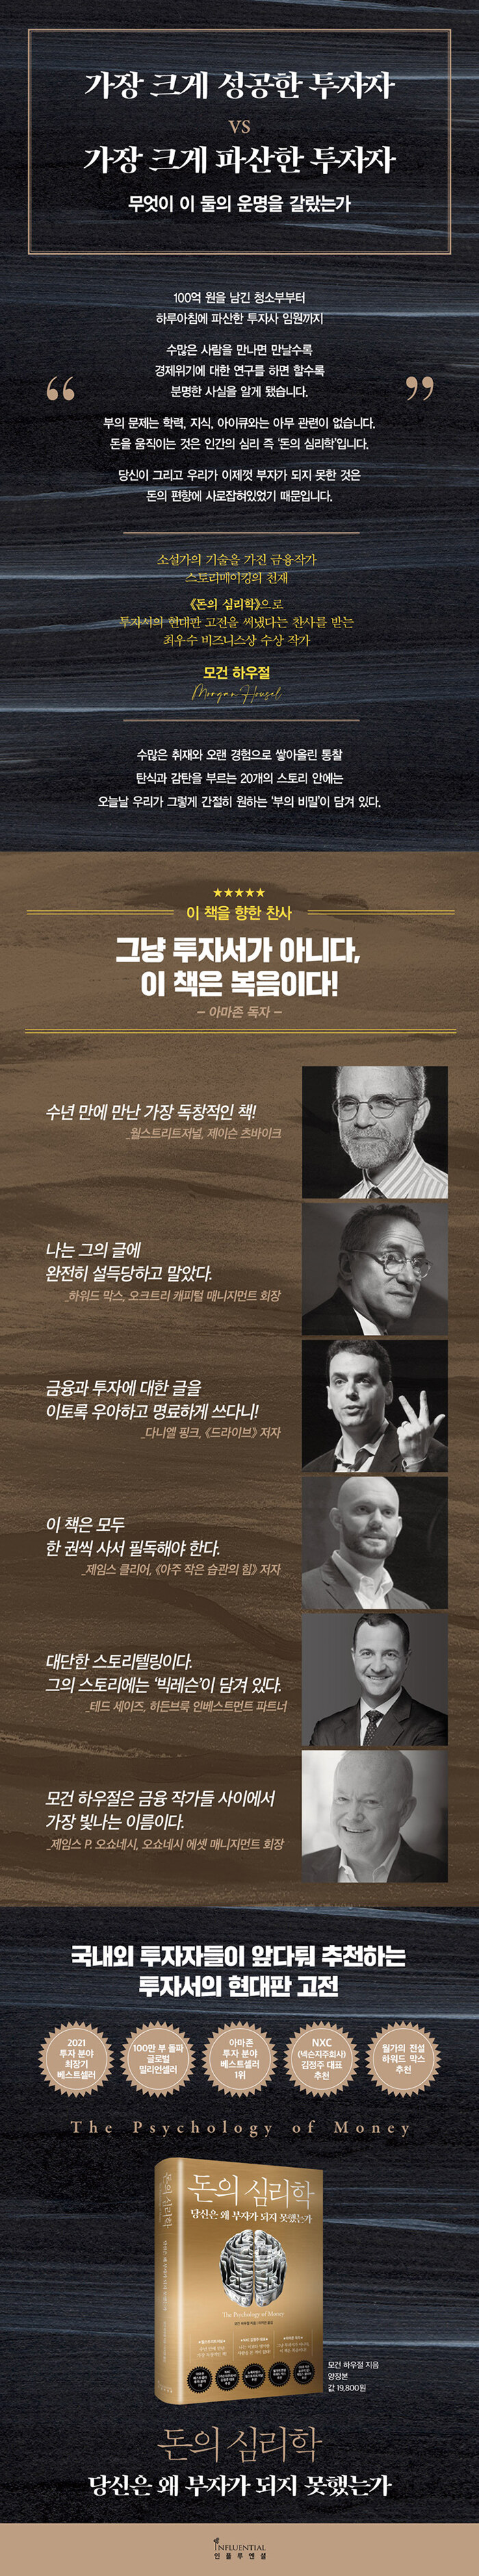 가장 크게 성공한 투자자
VS
가장 크게 파산한 투자자
무엇이 이 둘의 운명을 갈랐는가
100억 원을 남긴 청소부부터
하루아침에 파산한 투자사 임원까지
수많은 사람을 만나면 만날수록
경제위기에 대한 연구를 하면 할수록
분명한 사실을 알게 됐습니다.
“ ”
부의 문제는 학력, 지식, 아이큐와는 아무 관련이 없습니다.
돈을 움직이는 것은 인간의 심리 즉 ‘돈의 심리학’입니다.
당신이 그리고 우리가 이제껏 부자가 되지 못한 것은
돈의 편향에 사로잡혀있었기 때문입니다.
소설가의 기술을 가진 금융작가
스토리메이킹의 천재
《돈의 심리학》으로
투자서의 현대판 고전을 써냈다는 찬사를 받는
최우수 비즈니스상 수상 작가
모건 하우절
Morgan Housel
수많은 취재와 오랜 경험으로 쌓아올린 통찰
탄식과 감탄을 부르는 20개의 스토리 안에는
오늘날 우리가 그렇게 간절히 원하는 ‘부의 비밀’이 담겨 있다.
★★★★★
이 책을 향한 찬사
그냥 투자서가 아니다,
이 책은 복음이다!
– 아마존 독자 –
수년 만에 만난 가장 독창적인 책!
_월스트리트저널, 제이슨 츠바이크
나는 그의 글에
완전히 설득당하고 말았다.
_하워드 막스, 오크트리 캐피털 매니지먼트 회장
금융과 투자에 대한 글을
이토록 우아하고 명료하게 쓰다니!
_다니엘 핑크, 《드라이브》 저자
이 책은 모두
한 권씩 사서 필독해야 한다.
_제임스 클리어, 《아주 작은 습관의 힘》 저자
대단한 스토리텔링이다.
그의 스토리에는 ‘빅레슨’이 담겨 있다.
_테드 세이즈, 히든브룩 인베스트먼트 파트너
모건 하우절은 금융 작가들 사이에서
가장 빛나는 이름이다.
_제임스 P. 오쇼네시, 오쇼네시 에셋 매니지먼트 회장
국내외 투자자들이 앞다퉈 추천하는
투자서의 현대판 고전
2021
투자 분야
최장기
베스트셀러
100만 부 돌파
글로벌
밀리언셀러
아마존
투자 분야
베스트셀러
1위
NXC
(넥슨지주회사)
김정주 대표
추천
월가의 전설
하워드 막스
추천
The Psychology of Money
돈의 심리학
돈의 심리학
당신은 왜 부자가 되지 못했는가
The Psychology of Money
모건 하우절 지음
양장본
값 19,800원
돈의 심리학
당신은 왜 부자가 되지 못했는가
INFLUENTIAL
인플루엔셜